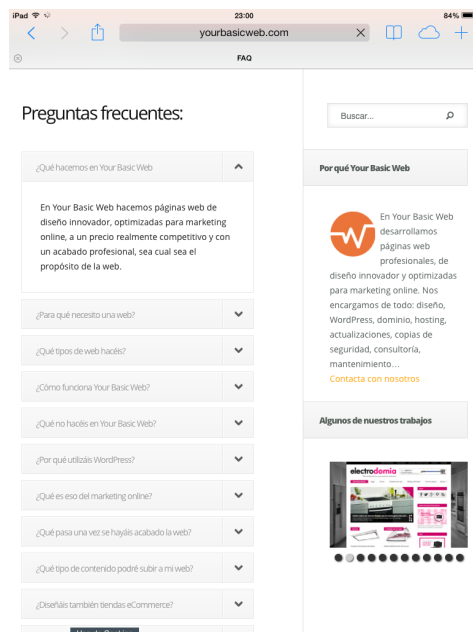 iPad
23:00
84%
yourbasicweb.com
FAQ
Preguntas frecuentes:
¿Qué hacemos en Your Basic Web
En Your Basic Web hacemos páginas web de
diseño innovador, optimizadas para marketing
online, a un precio realmente competitivo y con
un acabado profesional, sea cual sea el
propósito de la web.
¿Para qué necesito una web?
¿Qué tipos de web hacéis?
¿Cómo funciona Your Basic Web?
¿Qué no hacéis en Your Basic Web?
¿Por qué utilizáis WordPress?
¿Qué es eso del marketing online?
¿Qué pasa una vez se hayáis acabado la web?
¿Qué tipo de contenido podré subir a mi web?
¿Diseñáis también tiendas eCommerce?
Buscar...
Por qué Your Basic Web
En Your Basic Web
desarrollamos
páginas web
profesionales, de
diseño innovador y optimizadas
para marketing online. Nos
encargamos de todo: diseño,
WordPress, dominio, hosting,
actualizaciones, copias de
seguridad, consultoría,
mantenimiento…
Contacta con nosotros
Algunos de nuestros trabajos
electrodomia